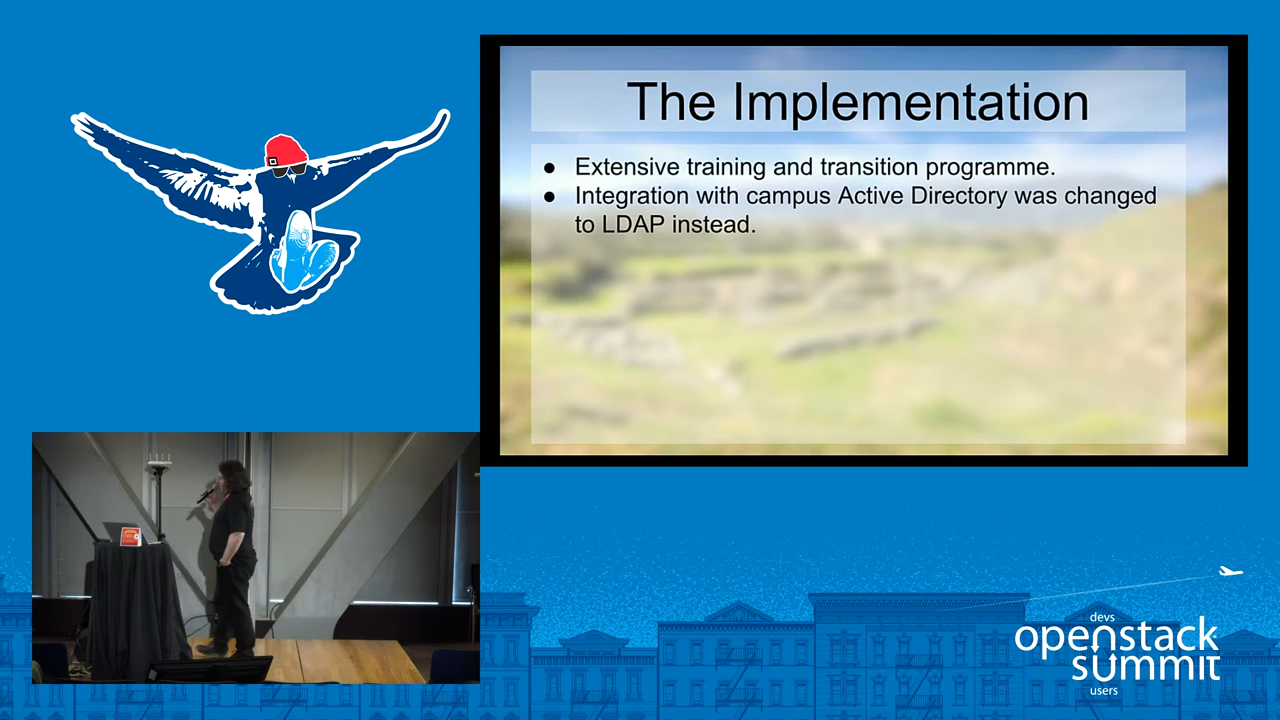 The Implementation
● Extensive training and transition programme.
● Integration with campus Active Directory was changed
to LDAP instead.
devs
openstack
summit
users